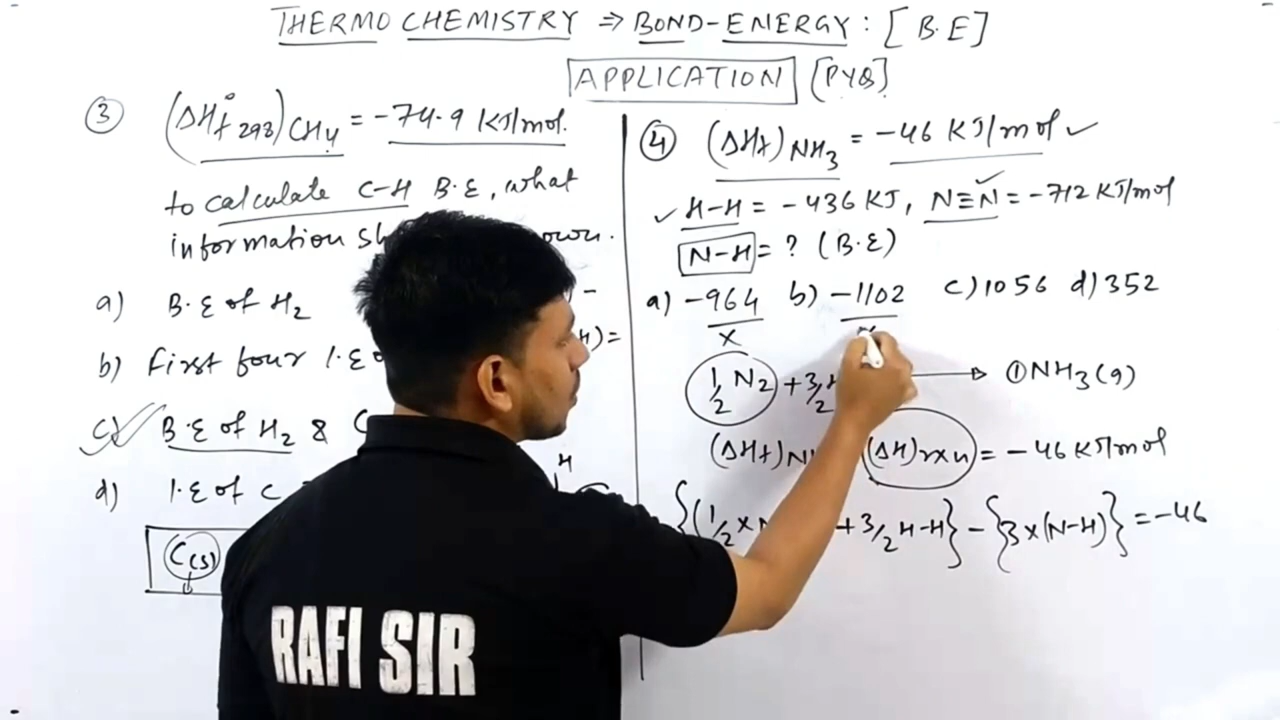 THERMO CHEMISTRY ⇒ BOND-ENERGY: [B.E]
APPLICATION [PYQ]
③ (ΔHf° 298)CH4 = -74.9 KJ/mol.
to calculate C-H B.E, what
information
a) B.E of H2
b) First four I.E
c) B.E of H2 &
d) I.E of C
C(s)
H
④ (ΔHf)NH3 = -46 KJ/mol ✓
✓ H-H = -436 KJ, N≡N = -712 KJ/mol
N-H = ? (B.E)
a) -964 b) -1102 c) 1056 d) 352
x
1/2 N2 + 3/2 → ① NH3(g)
(ΔHf) (ΔH)rxn = -46 KJ/mol
{(1/2 × + 3/2 H-H} - {3×(N-H)} = -46
RAFI SIR